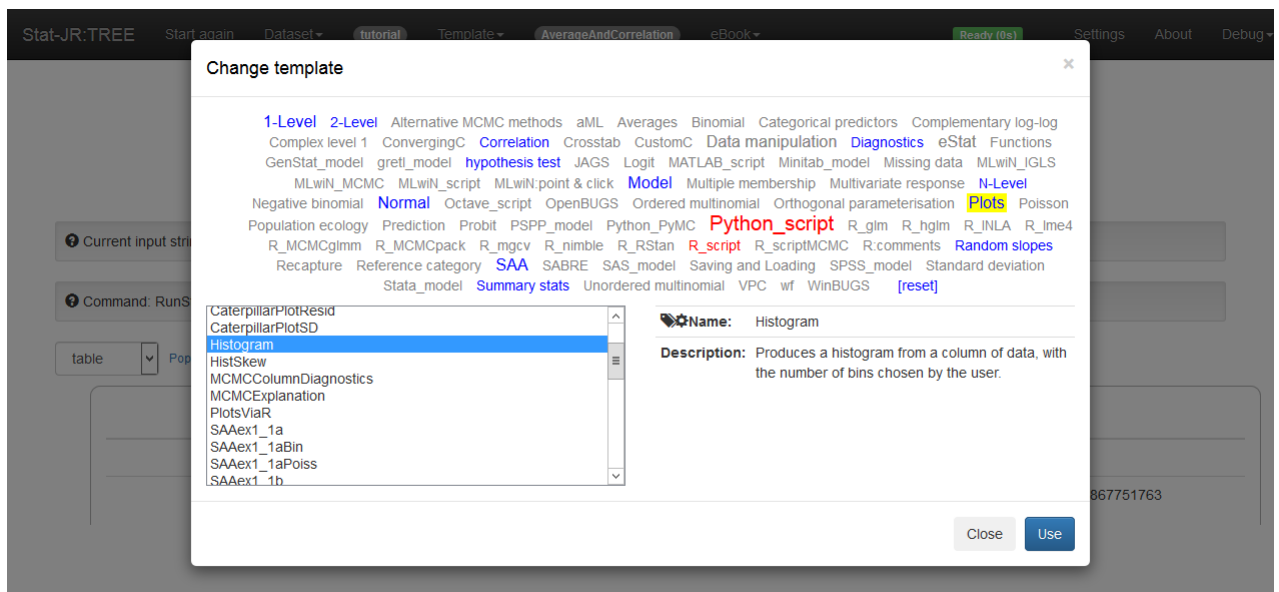 Stat-JR:TREE Start again Dataset tutorial Template AverageAndCorrelation eBook Ready (0s) Settings About Debug
Change template ×
1-Level 2-Level Alternative MCMC methods aML Averages Binomial Categorical predictors Complementary log-log
Complex level 1 ConvergingC Correlation Crosstab CustomC Data manipulation Diagnostics eStat Functions
GenStat_model gretl_model hypothesis test JAGS Logit MATLAB_script Minitab_model Missing data MLwiN_IGLS
MLwiN_MCMC MLwiN_script MLwiN:point & click Model Multiple membership Multivariate response N-Level
Negative binomial Normal Octave_script OpenBUGS Ordered multinomial Orthogonal parameterisation Plots Poisson
Population ecology Prediction Probit PSPP_model Python_PyMC Python_script R_glm R_hglm R_INLA R_lme4
R_MCMCglmm R_MCMCpack R_mgcv R_nimble R_RStan R_script R_scriptMCMC R:comments Random slopes
Recapture Reference category SAA SABRE SAS_model Saving and Loading SPSS_model Standard deviation
Stata_model Summary stats Unordered multinomial VPC wf WinBUGS [reset]
Current input stri
Command: RunS
table Pop
CaterpillarPlotResid
CaterpillarPlotSD
Histogram
HistSkew
MCMCColumnDiagnostics
MCMCExplanation
PlotsViaR
SAAex1_1a
SAAex1_1aBin
SAAex1_1aPoiss
SAAex1_1b
Name: Histogram
Description: Produces a histogram from a column of data, with
the number of bins chosen by the user.
867751763
Close Use